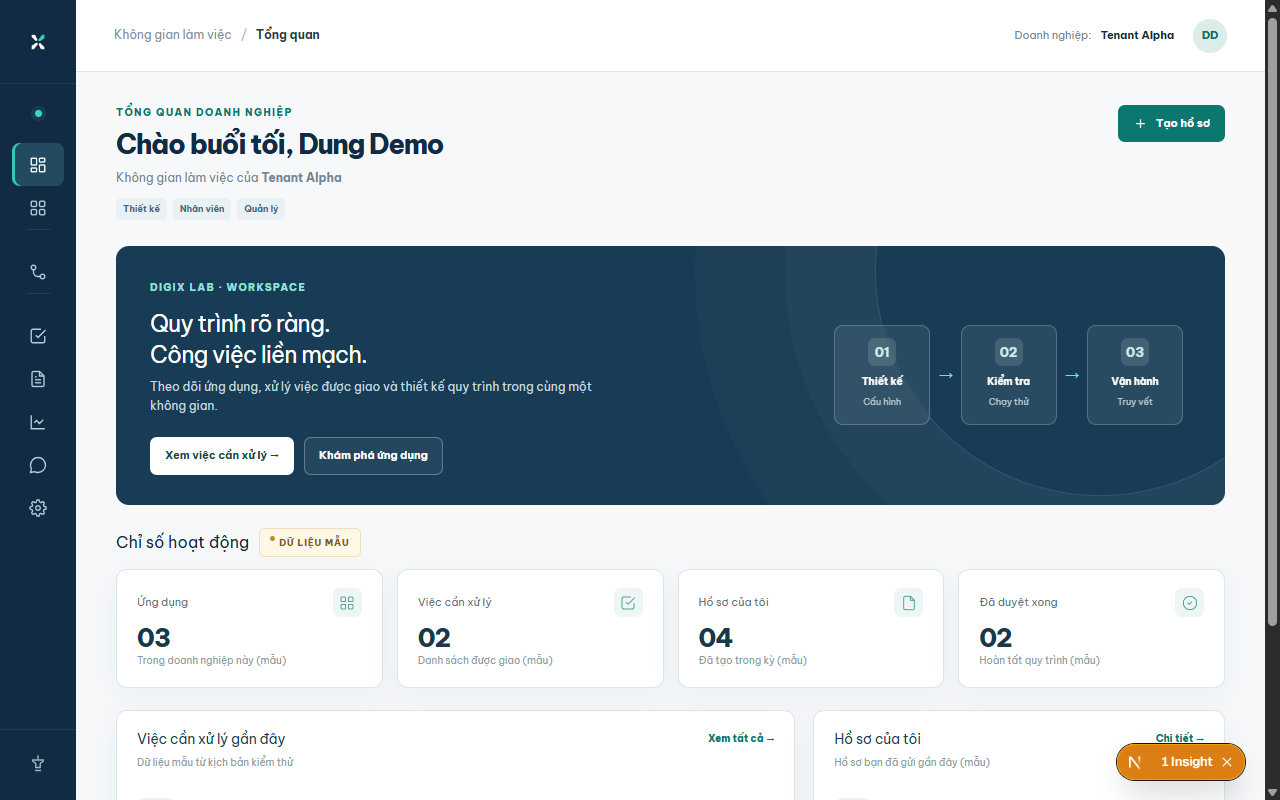 Không gian làm việc / Tổng quan
Doanh nghiệp: Tenant Alpha
DD
TỔNG QUAN DOANH NGHIỆP
Chào buổi tối, Dung Demo
Không gian làm việc của Tenant Alpha
Thiết kế Nhân viên Quản lý
+ Tạo hồ sơ
DIGIX LAB · WORKSPACE
Quy trình rõ ràng.
Công việc liền mạch.
Theo dõi ứng dụng, xử lý việc được giao và thiết kế quy trình trong cùng một
không gian.
Xem việc cần xử lý →
Khám phá ứng dụng
01
Thiết kế
Cấu hình
→
02
Kiểm tra
Chạy thử
→
03
Vận hành
Truy vết
Chỉ số hoạt động
DỮ LIỆU MẪU
Ứng dụng
03
Trong doanh nghiệp này (mẫu)
Việc cần xử lý
02
Danh sách được giao (mẫu)
Hồ sơ của tôi
04
Đã tạo trong kỳ (mẫu)
Đã duyệt xong
02
Hoàn tất quy trình (mẫu)
Việc cần xử lý gần đây
Xem tất cả →
Dữ liệu mẫu từ kịch bản kiểm thử
Hồ sơ của tôi
Chi tiết →
Hồ sơ bạn đã gửi gần đây (mẫu)
N 1 Insight